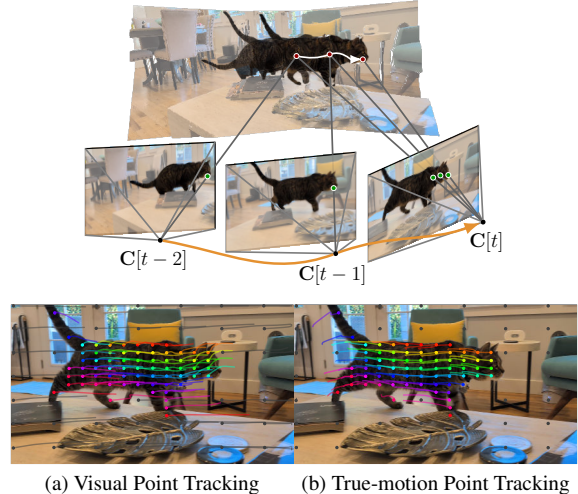 C[t − 2]
C[t − 1]
C[t]
(a) Visual Point Tracking
(b) True-motion Point Tracking